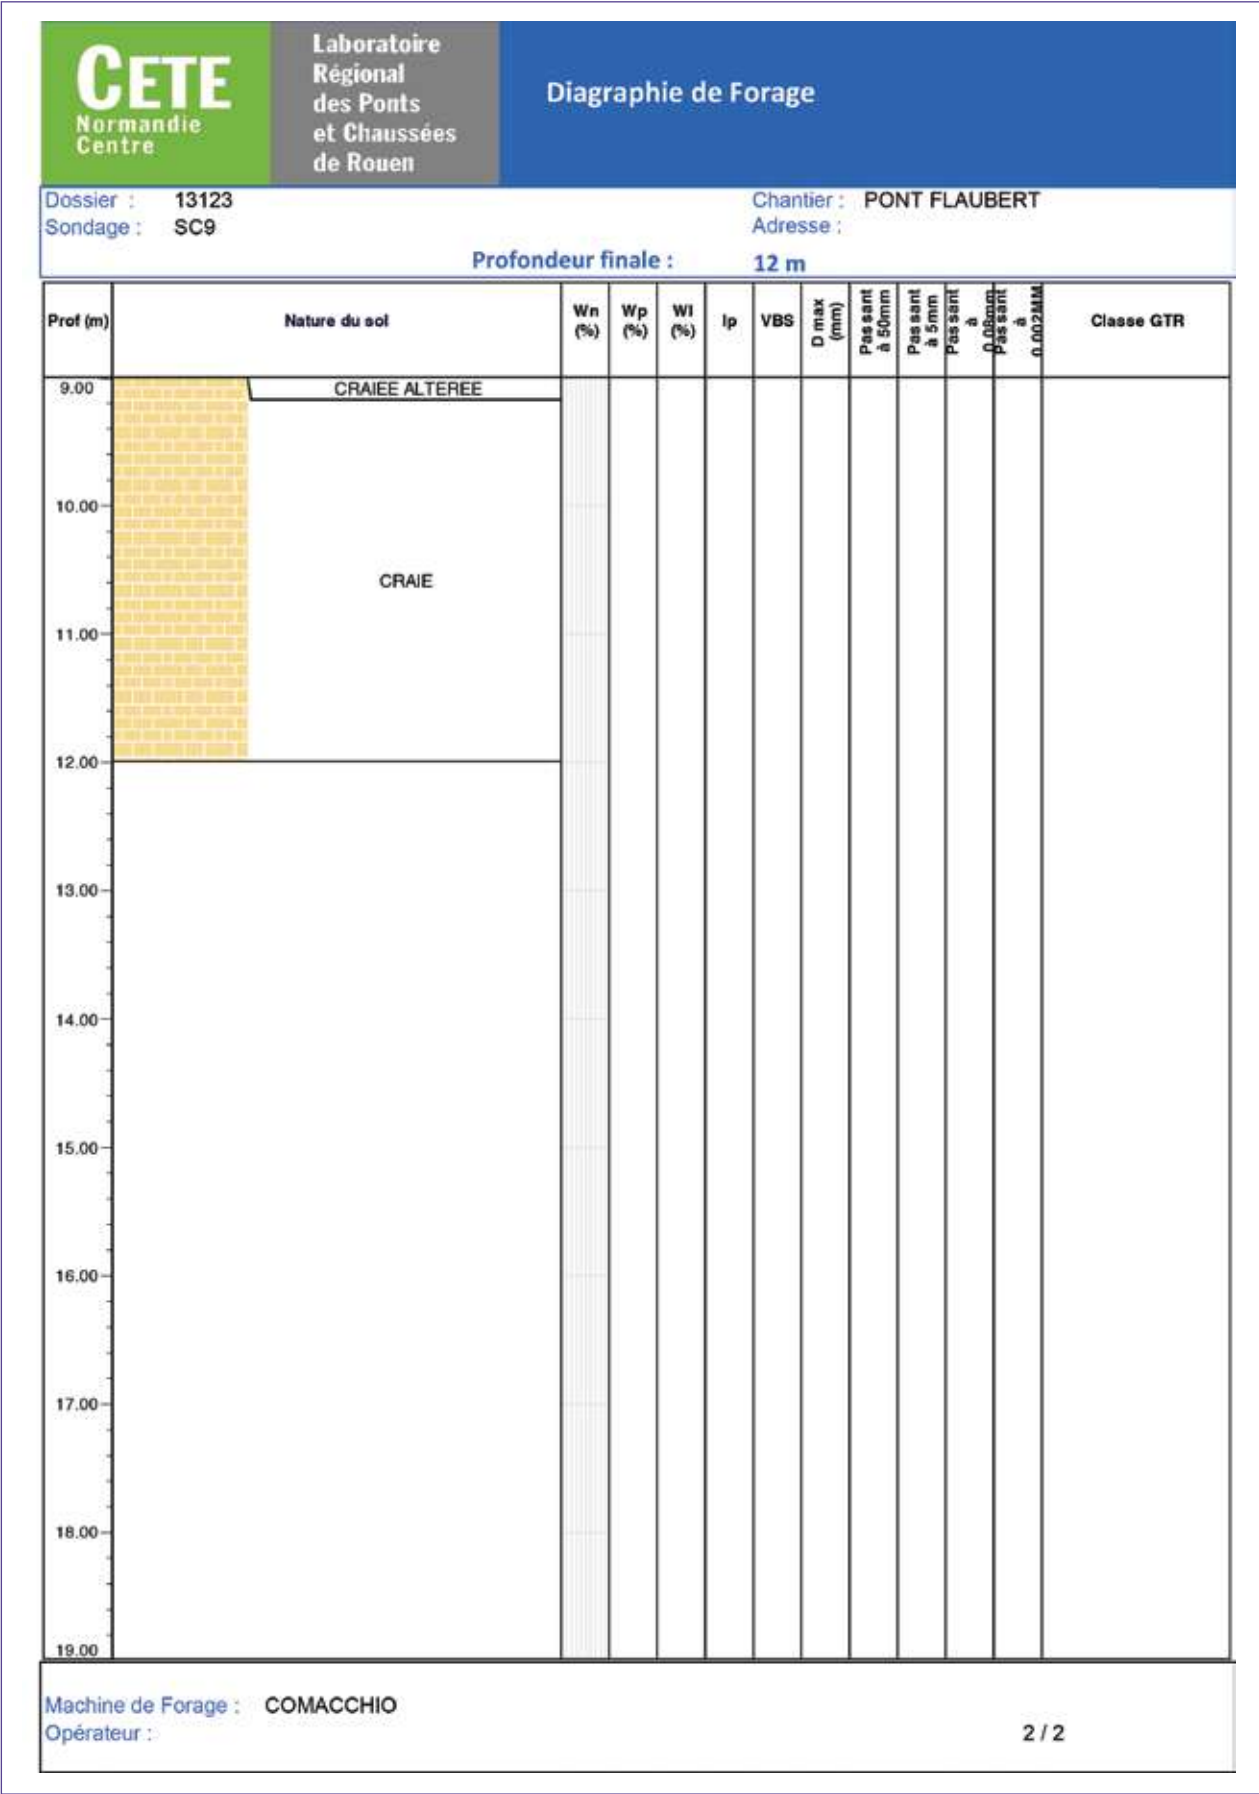 CETE
Normandie
Centre
Laboratoire
Régional
des Ponts
et Chaussées
de Rouen
Diagraphie de Forage
Dossier : 13123
Chantier : PONT FLAUBERT
Sondage : SC9
Adresse :
Profondeur finale : 12 m
Prof (m)
Nature du sol
Wn
(%)
Wp
(%)
Wl
(%)
Ip
VBS
D max
(mm)
Passant
à 50mm
Passant
à 5mm
Passant
à
0.08mm
Passant
à
0.002MM
Classe GTR
9.00
CRAIEE ALTEREE
10.00
CRAIE
11.00
12.00
13.00
14.00
15.00
16.00
17.00
18.00
19.00
Machine de Forage : COMACCHIO
Opérateur :
2 / 2